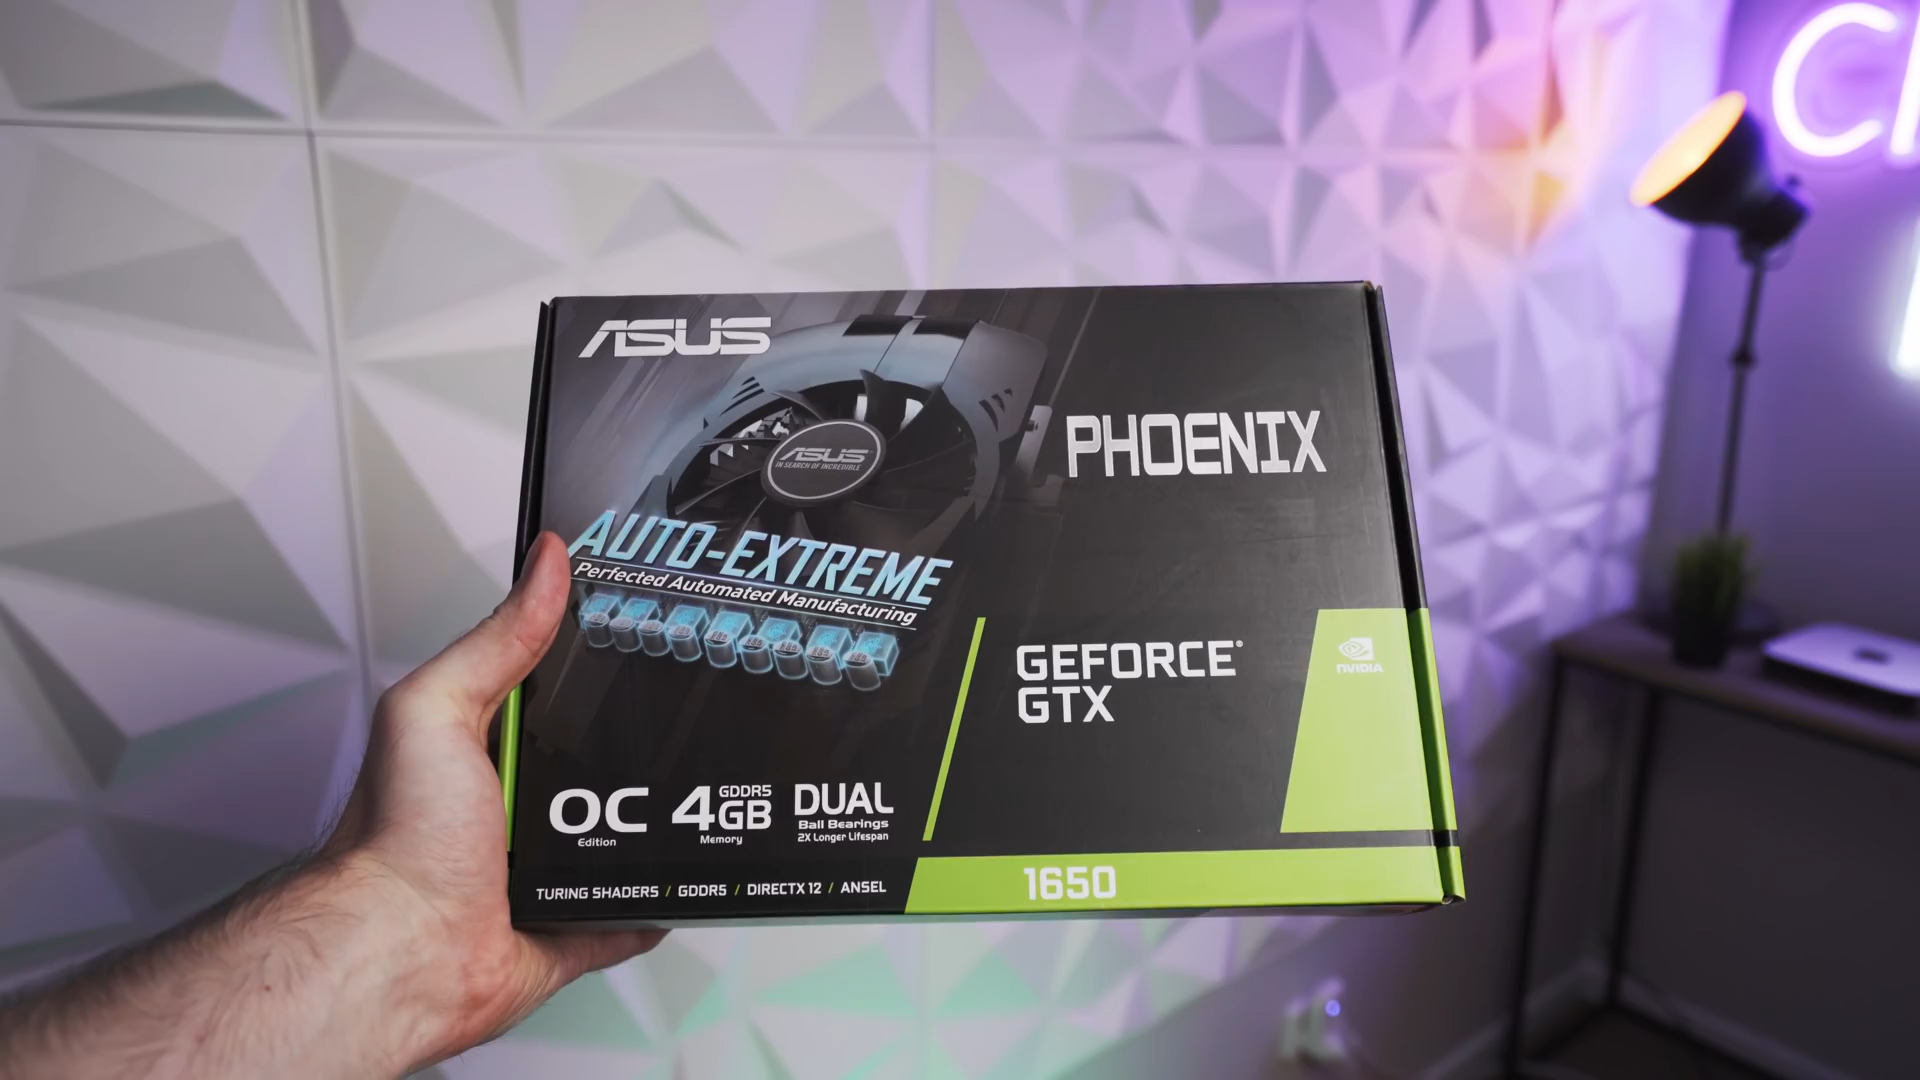 ASUS
PHOENIX
ASUS
IN SEARCH OF INCREDIBLE
AUTO-EXTREME
Perfected Automated Manufacturing
GEFORCE®
GTX
NVIDIA
OC
Edition
4GB
GDDR5
Memory
DUAL
Ball Bearings
2X Longer Lifespan
TURING SHADERS / GDDR5 / DIRECTX 12 / ANSEL
1650